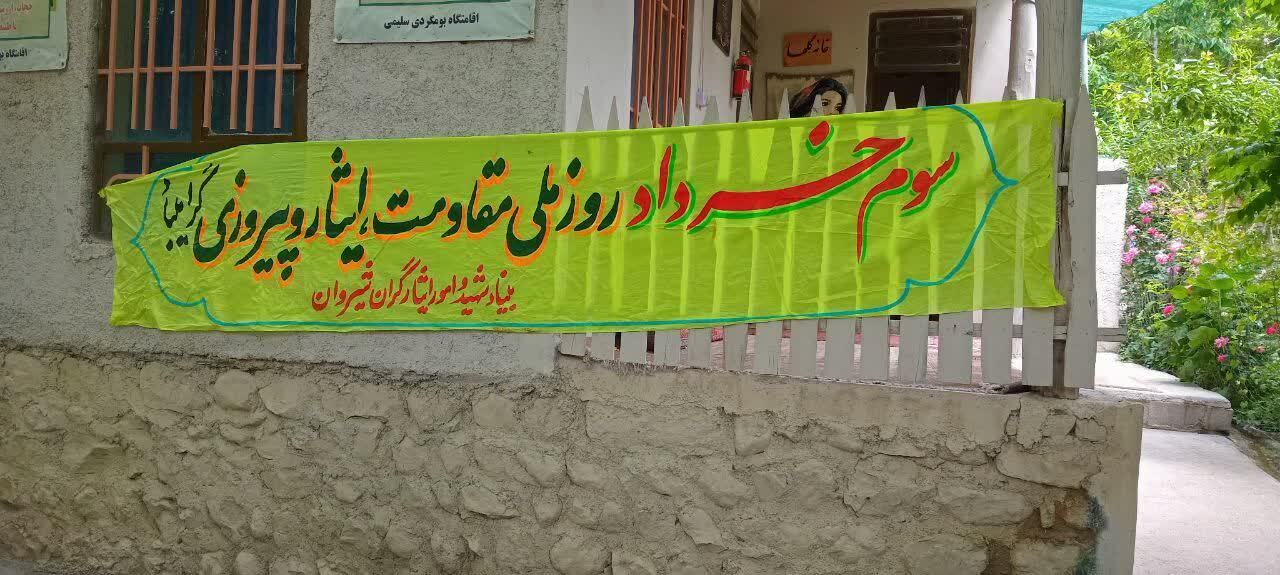 اقامتگاه بومگردی سلیمی
خانه گلها
سوم خرداد روز ملی مقاومت، ایثار و پیروزی گرامیباد
بنیاد شهید و امور ایثارگران شیروان